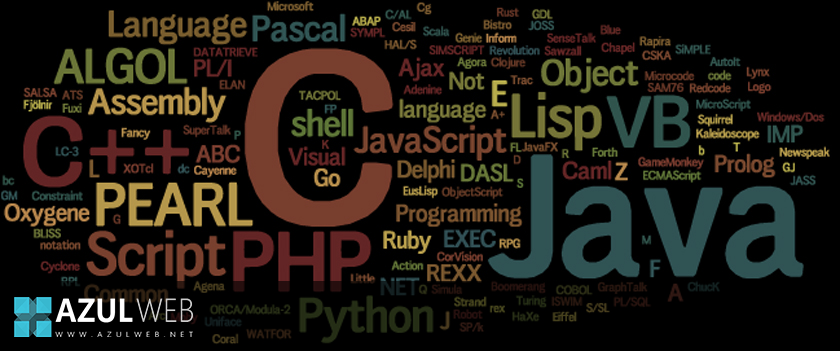 Microsoft
Language
Pascal
C/AL
Cg
Rust
GDL
ABAP
Cesil
Bistro
JOSS
SYMPL
Scala
Genie
Inform
SenseTalk
Blue
HAL/S
SIMSCRIPT
Revolution
Sawzall
Chapel
Rapira
DATATRIEVE
CSKA
SiMPLE
ALGOL
PL/I
C
Ajax
Agora
Clojure
Object
AutoIt
ELAN
Not
Trac
Microcode
code
Lynx
SALSA
ATS
Adenine
SAM76
Redcode
Logo
Fjölnir
Fuxi
Assembly
TACPOL
FP
language
E
A+
Lisp
VB
MicroScript
C++
Fancy
SuperTalk
P
shell
JavaScript
FL
JavaFX
R
Forth
Squirrel
Windows/Dos
Kaleidoscope
IMP
LC-3
ABC
K
Visual
D
b
T
Newspeak
L
XOTcl
dc
Cayenne
Go
Delphi
DASL
S
Caml
Z
GameMonkey
Prolog
GJ
ECMAScript
JASS
bc
GM
Constraint
PEARL
EusLisp
ObjectScript
Java
Oxygene
G
Programming
BLISS
notation
Script
PHP
Ruby
EXEC
RPG
M
Cyclone
Action
CorVision
REXX
F
RPL
Little
Common
Agena
NET
Q
Simula
Boomerang
COBOL
GraphTalk
A
ChucK
ORCA/Modula-2
Python
Strand
Turing
ISWIM
PL/SQL
Uniface
J
Robot
rex
HaXe
Eiffel
S/SL
Coral
WATFOR
SP/k
AZULWEB
WWW.AZULWEB.NET